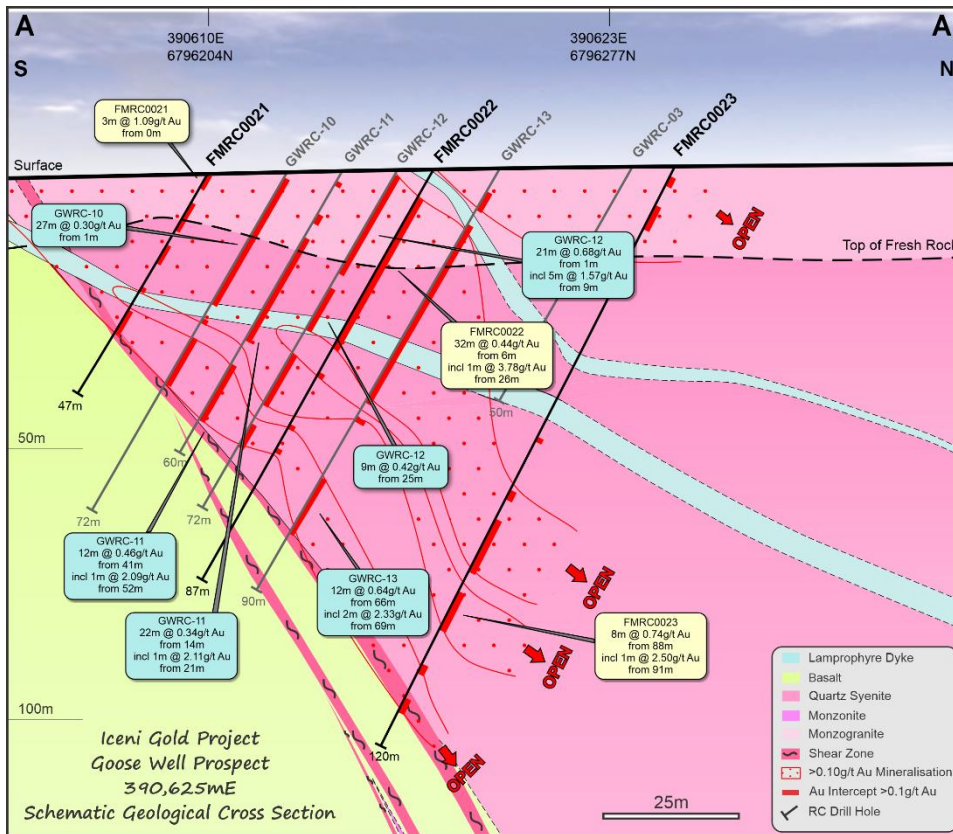 A
A
S
N
390610E
6796204N
390623E
6796277N
FMRC0021
3m @ 1.09g/t Au
from 0m
FMRC0021
GWRC-10
GWRC-11
GWRC-12
FMRC0022
GWRC-13
GWRC-03
FMRC0023
Surface
GWRC-10
27m @ 0.30g/t Au
from 1m
GWRC-12
21m @ 0.68g/t Au
from 1m
incl 5m @ 1.57g/t Au
from 9m
OPEN
Top of Fresh Rock
FMRC0022
32m @ 0.44g/t Au
from 6m
incl 1m @ 3.78g/t Au
from 26m
47m
50m
50m
60m
GWRC-12
9m @ 0.42g/t Au
from 25m
72m
72m
GWRC-11
12m @ 0.46g/t Au
from 41m
incl 1m @ 2.09g/t Au
from 52m
87m
90m
GWRC-13
12m @ 0.64g/t Au
from 66m
incl 2m @ 2.33g/t Au
from 69m
OPEN
GWRC-11
22m @ 0.34g/t Au
from 14m
incl 1m @ 2.11g/t Au
from 21m
FMRC0023
8m @ 0.74g/t Au
from 88m
incl 1m @ 2.50g/t Au
from 91m
OPEN
100m
120m
OPEN
Iceni Gold Project
Goose Well Prospect
390,625mE
Schematic Geological Cross Section
25m
Lamprophyre Dyke
Basalt
Quartz Syenite
Monzonite
Monzogranite
Shear Zone
>0.10g/t Au Mineralisation
Au Intercept >0.1g/t Au
RC Drill Hole